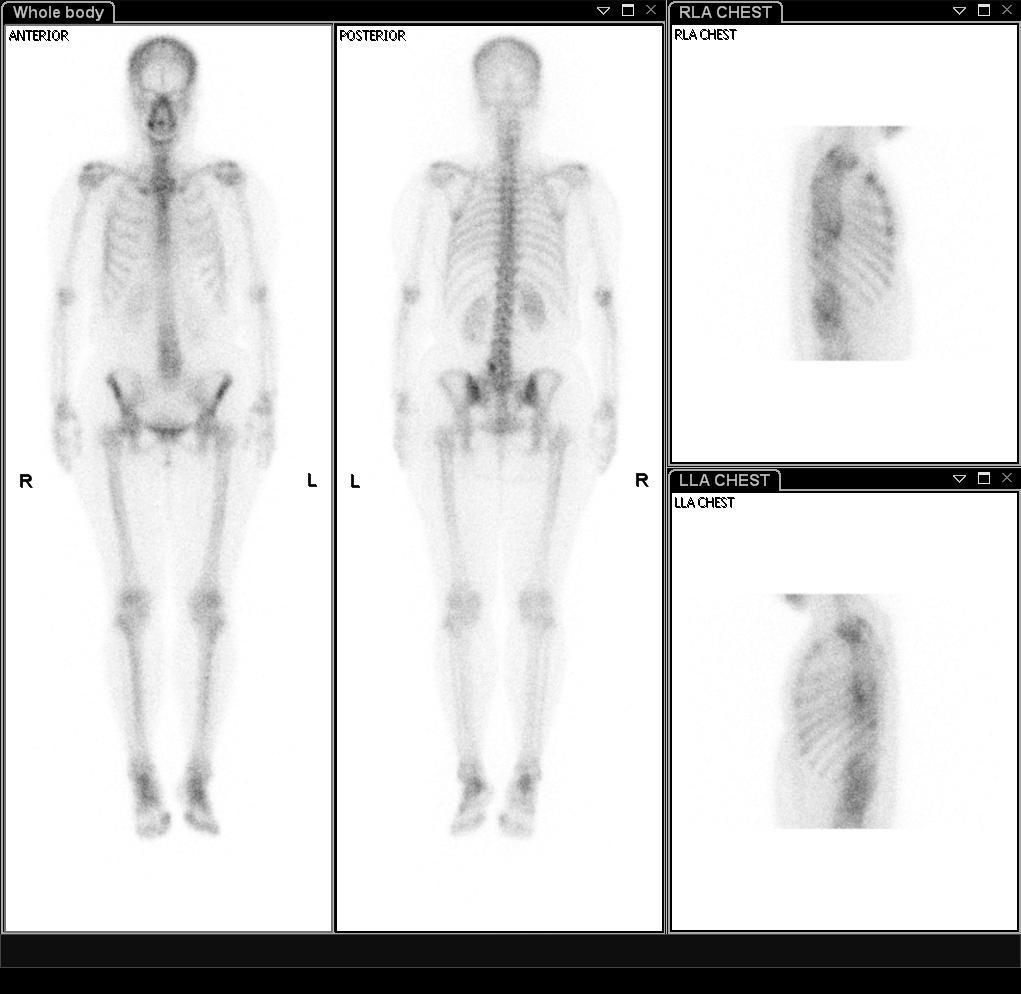 Whole body
ANTERIOR
POSTERIOR
R
L
L
R
RLA CHEST
RLA CHEST
LLA CHEST
LLA CHEST